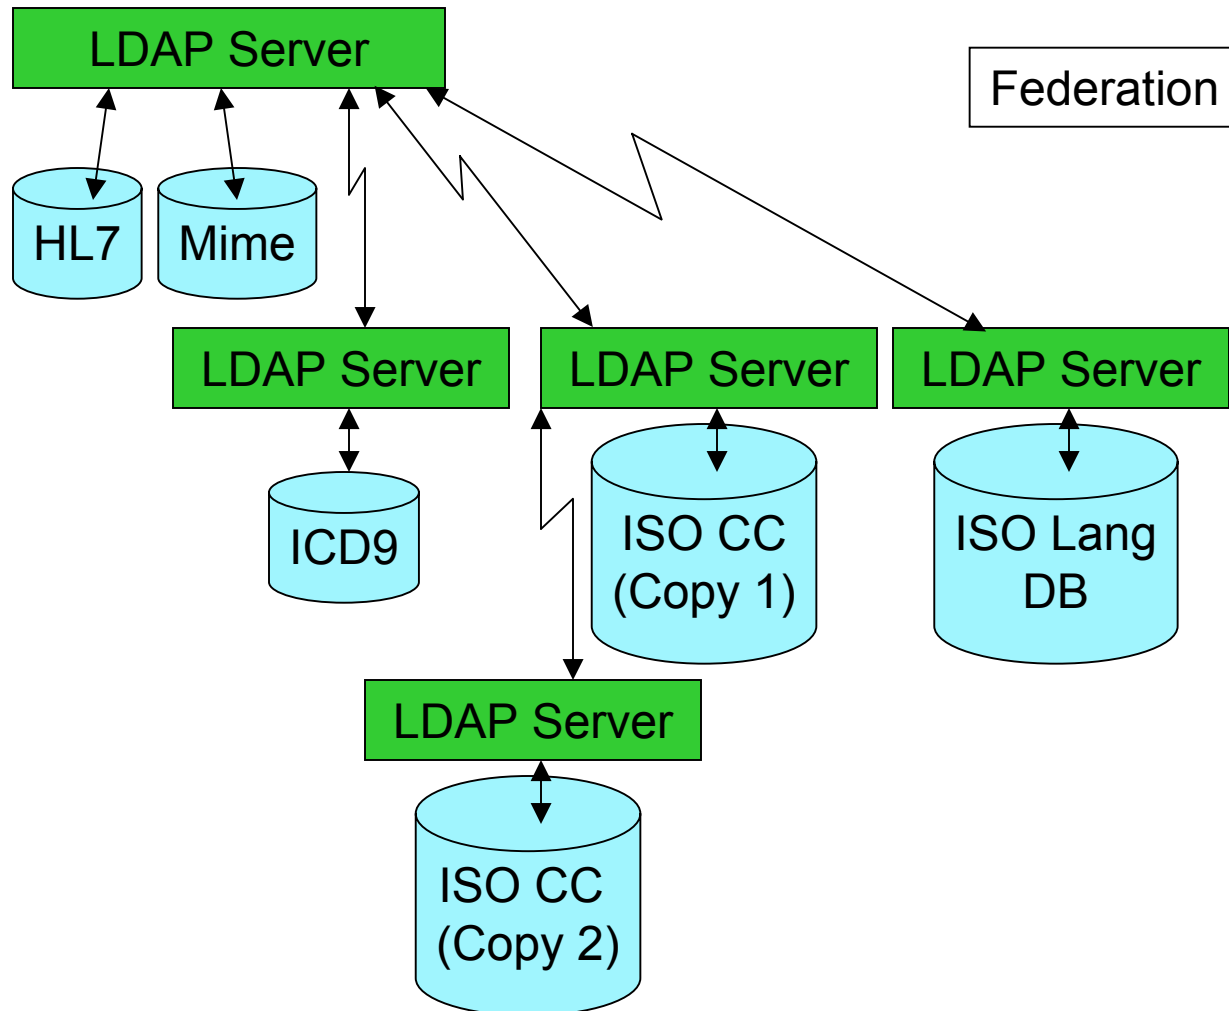 LDAP Server
Federation
HL7
Mime
LDAP Server
LDAP Server
LDAP Server
ICD9
ISO CC
(Copy 1)
ISO Lang
DB
LDAP Server
ISO CC
(Copy 2)